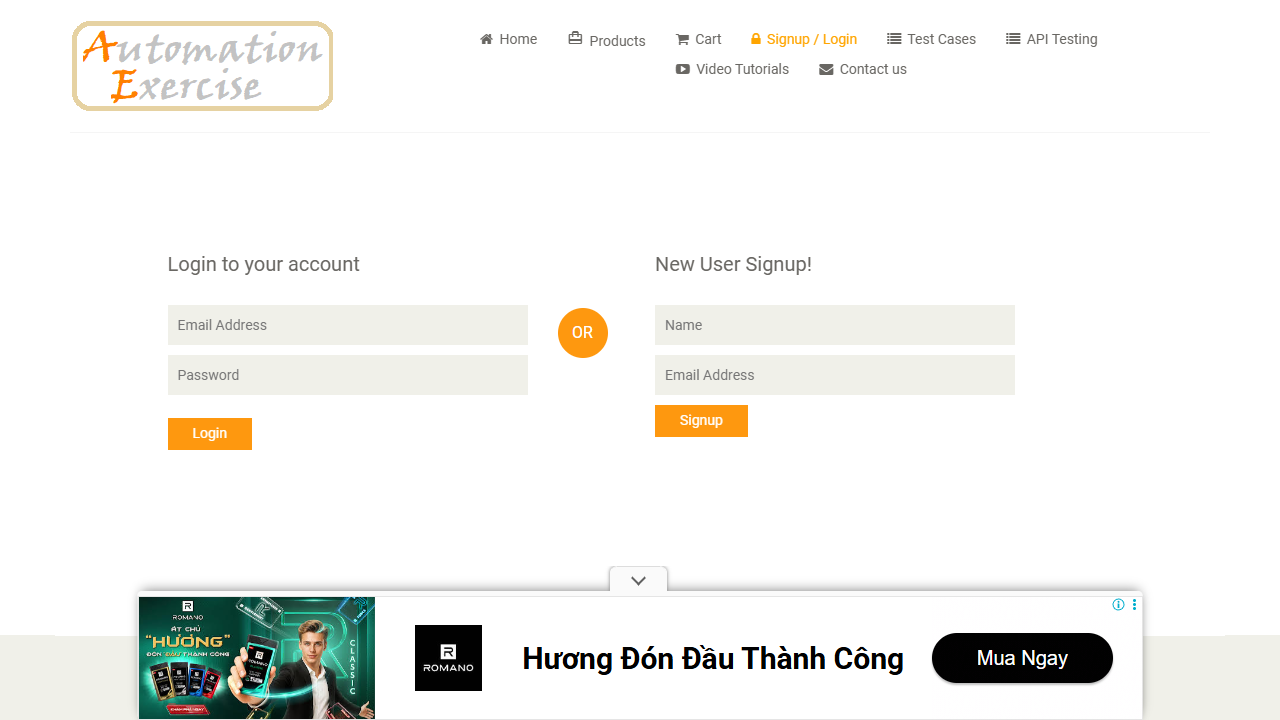 Automation
Exercise
Home
Products
Cart
Signup / Login
Test Cases
API Testing
Video Tutorials
Contact us
Login to your account
Email Address
Password
Login
OR
New User Signup!
Name
Email Address
Signup
ROMANO
ÁT CHỦ
“HƯƠNG”
ĐÓN ĐẦU THÀNH CÔNG
CLASSIC
ROMANO
Hương Đón Đầu Thành Công
Mua Ngay